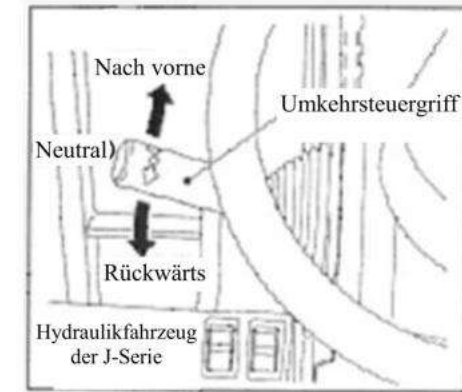 Nach vorne
Umkehrsteuergriff
Neutral)
Rückwärts
Hydraulikfahrzeug
der J-Serie